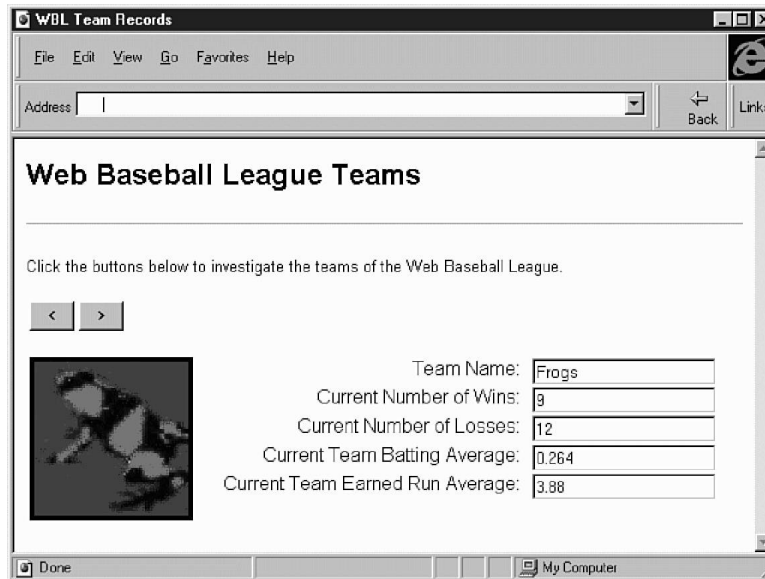 WBL Team Records
File Edit View Go Favorites Help
Address
Back
Link
Web Baseball League Teams
Click the buttons below to investigate the teams of the Web Baseball League.
< >
Team Name: Frogs
Current Number of Wins: 9
Current Number of Losses: 12
Current Team Batting Average: 0.264
Current Team Earned Run Average: 3.88
Done
My Computer